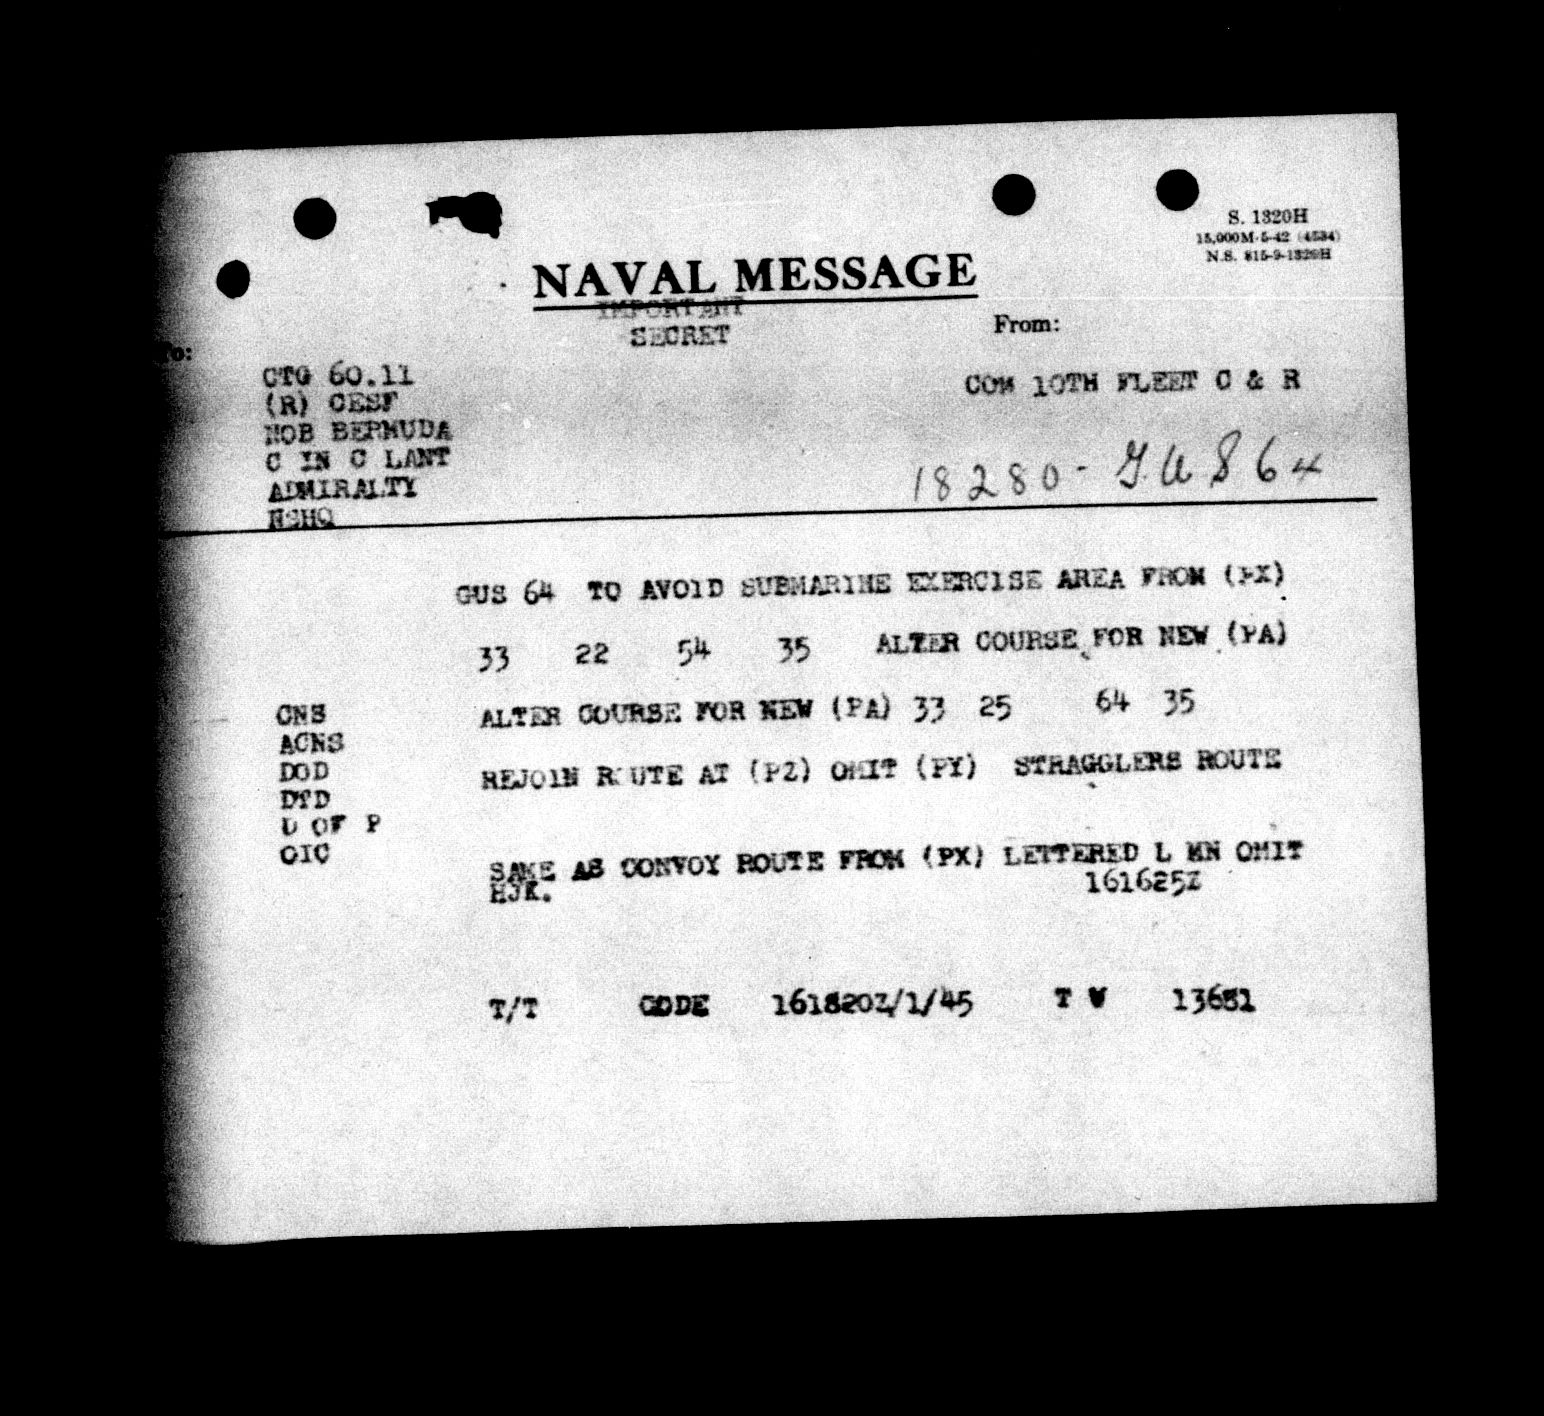 S. 1320H
15,000M-5-42 (4534)
N.S. 815-9-1320H
NAVAL MESSAGE
IMPORTANT
SECRET
From:
To:
CTG 60.11
(R) CESF
NOB BERMUDA
C IN C LANT
ADMIRALTY
NSHQ
COM 10TH FLEET C & R
18280- G.U.S 64
GUS 64 TO AVOID SUBMARINE EXERCISE AREA FROM (PX)
33 22 54 35 ALTER COURSE FOR NEW (PA)
CNS
ACNS
DOD
DTD
D OF P
OIC
ALTER COURSE FOR NEW (PA) 33 25 64 35
REJOIN ROUTE AT (PZ) OMIT (PY) STRAGGLERS ROUTE
SAME AS CONVOY ROUTE FROM (PX) LETTERED L MN OMIT
HJK. 161625Z
T/T CODE 161820Z/1/45 T W